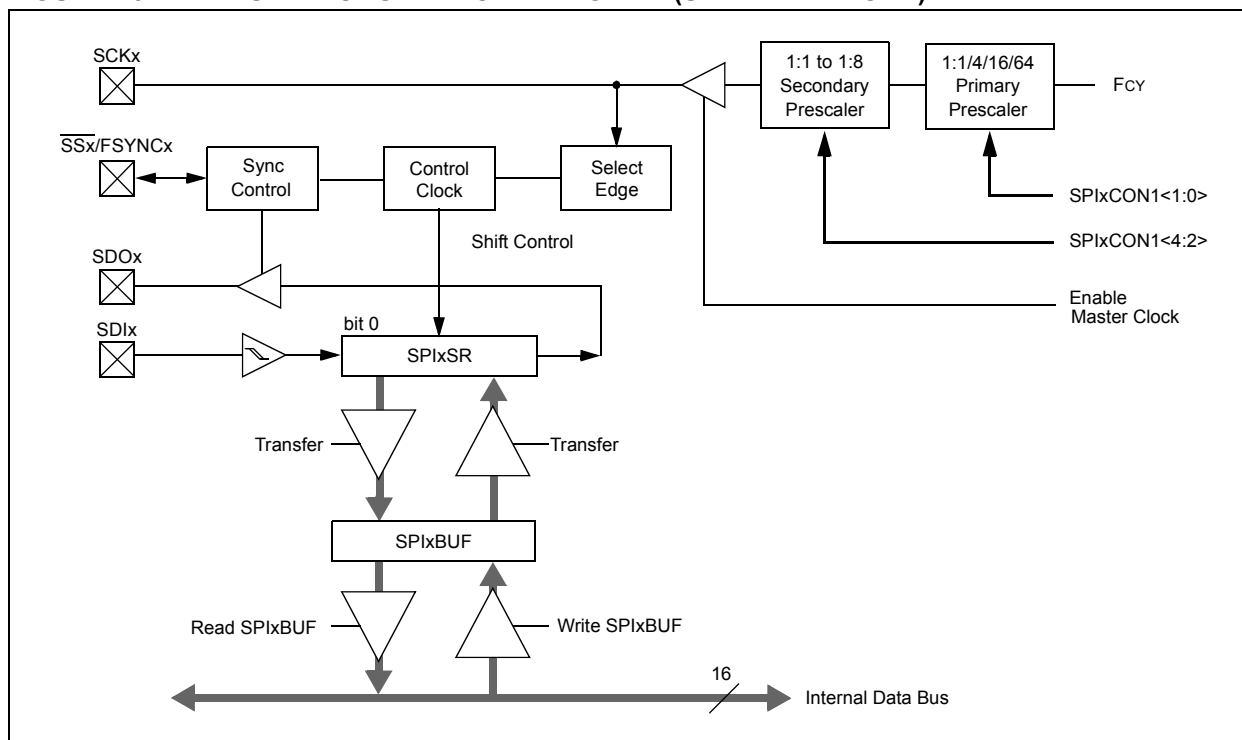 SCKx
1:1 to 1:8
Secondary
Prescaler
1:1/4/16/64
Primary
Prescaler
FCY
SSx/FSYNCx
Sync
Control
Control
Clock
Select
Edge
SPIxCON1<1:0>
Shift Control
SPIxCON1<4:2>
SDOx
Enable
Master Clock
SDIx
bit 0
SPIxSR
Transfer
Transfer
SPIxBUF
Read SPIxBUF
Write SPIxBUF
16
Internal Data Bus